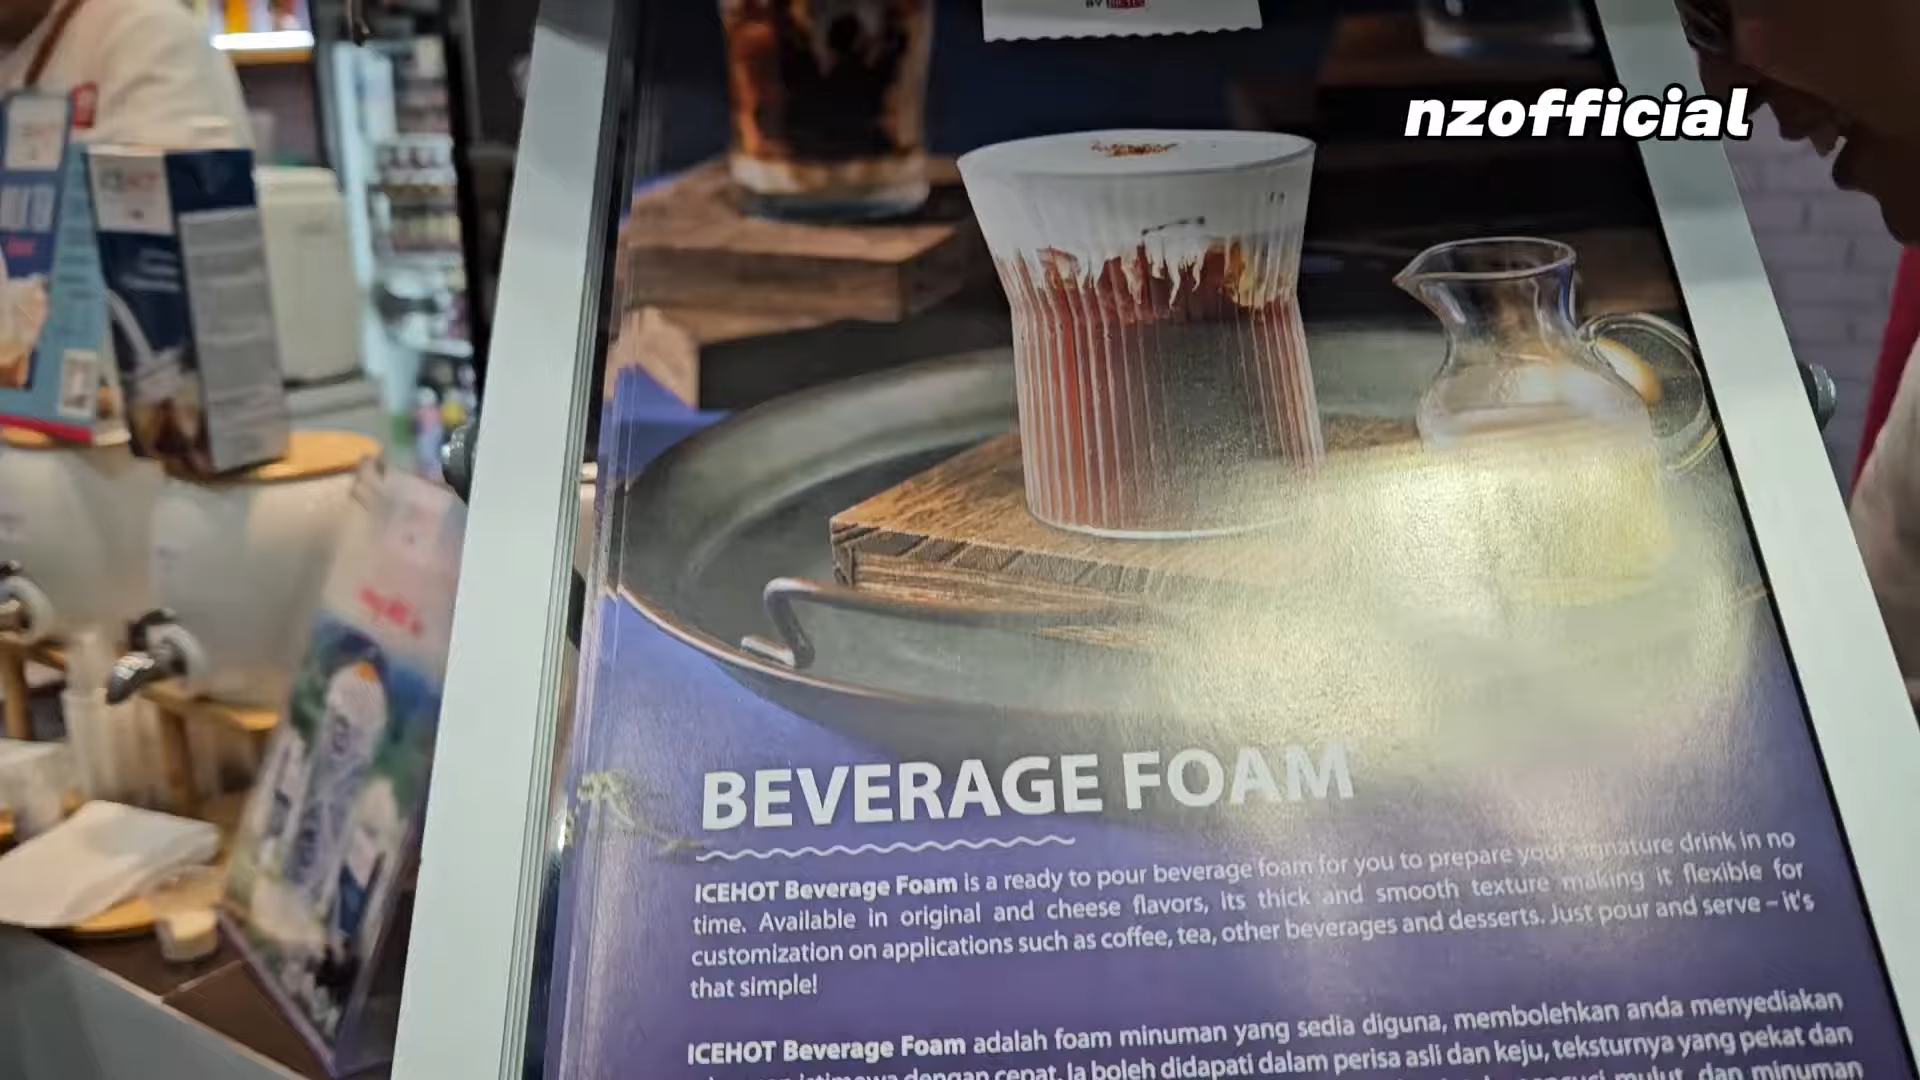 BY
nzofficial
BEVERAGE FOAM
ICEHOT Beverage Foam is a ready to pour beverage foam for you to prepare your signature drink in no
time. Available in original and cheese flavors, its thick and smooth texture making it flexible for
customization on applications such as coffee, tea, other beverages and desserts. Just pour and serve – it's
that simple!
ICEHOT Beverage Foam adalah foam minuman yang sedia diguna, membolehkan anda menyediakan
dengan cepat. Ia boleh didapati dalam perisa asli dan keju, teksturnya yang pekat dan
mulut, dan minuman